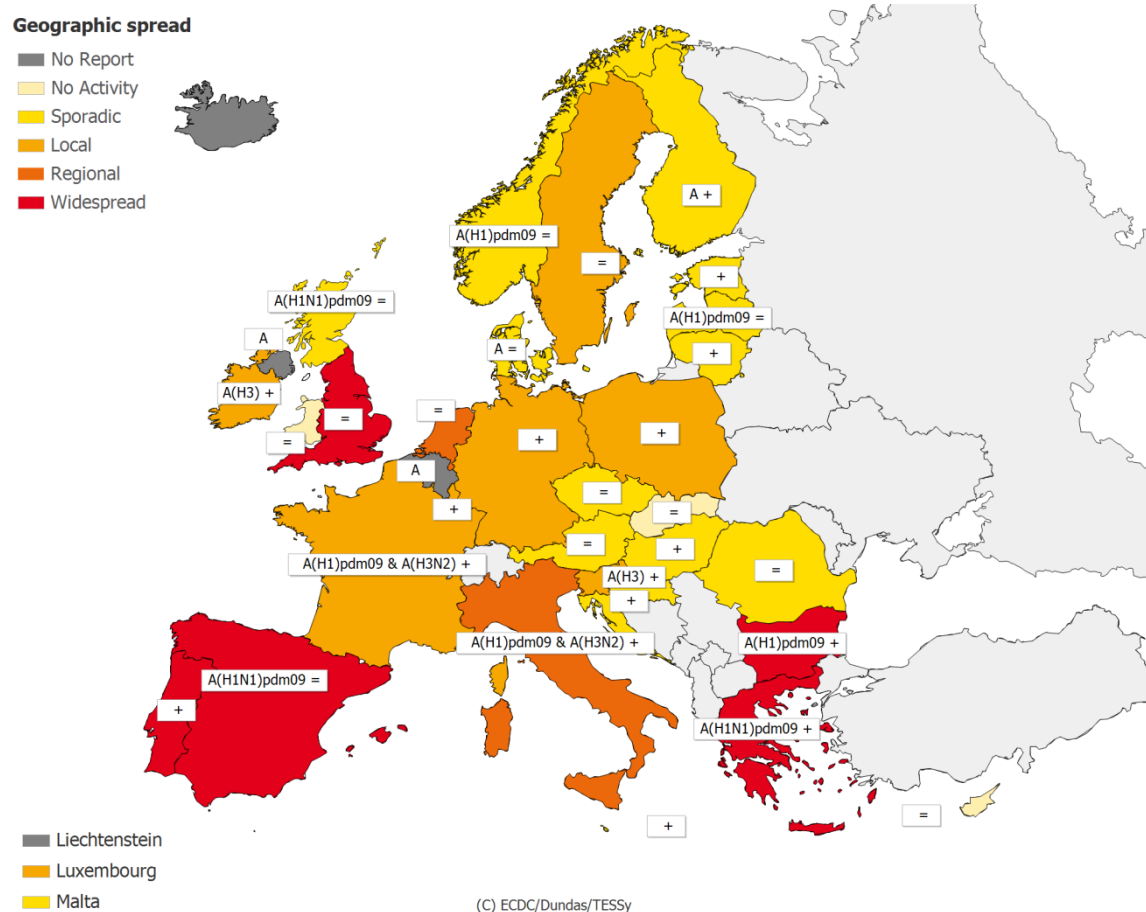 Geographic spread
No Report
No Activity
Sporadic
Local
Regional
Widespread
A +
A(H1)pdm09 =
=
+
A(H1N1)pdm09 =
A(H1)pdm09 =
A
A =
+
A(H3) +
=
=
=
+
+
A
=
+
=
=
+
A(H1)pdm09 & A(H3N2) +
=
A(H3) +
+
A(H1)pdm09 & A(H3N2) +
A(H1)pdm09 +
A(H1N1)pdm09 =
+
A(H1N1)pdm09 +
=
+
Liechtenstein
Luxembourg
Malta
(C) ECDC/Dundas/TESSy